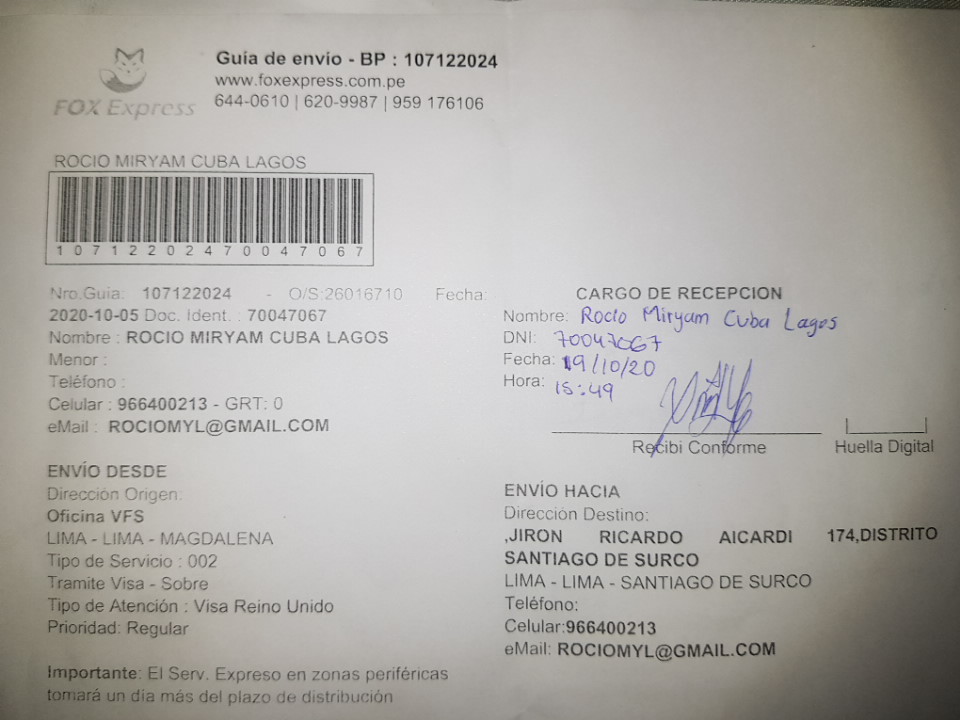 Guia de envío - BP : 107122024
www.foxexpress.com.pe
644-0610 | 620-9987 | 959 176106
FOX Express
ROCIO MIRYAM CUBA LAGOS
10712202470047067
Nro.Guia: 107122024 - O/S:26016710 Fecha:
2020-10-05 Doc. Ident. : 70047067
Nombre : ROCIO MIRYAM CUBA LAGOS
Menor :
Teléfono :
Celular : 966400213 - GRT: 0
eMail : ROCIOMYL@GMAIL.COM
CARGO DE RECEPCION
Nombre: Rocio Miryam Cuba Lagos
DNI: 70047067
Fecha: 19/10/20
Hora: 15:49
Recibi Conforme
Huella Digital
ENVÍO DESDE
Dirección Origen:
Oficina VFS
LIMA - LIMA - MAGDALENA
Tipo de Servicio : 002
Tramite Visa - Sobre
Tipo de Atención : Visa Reino Unido
Prioridad: Regular
ENVÍO HACIA
Dirección Destino:
,JIRON RICARDO AICARDI 174,DISTRITO
SANTIAGO DE SURCO
LIMA - LIMA - SANTIAGO DE SURCO
Teléfono:
Celular:966400213
eMail: ROCIOMYL@GMAIL.COM
Importante: El Serv. Expreso en zonas periféricas
tomará un día más del plazo de distribución